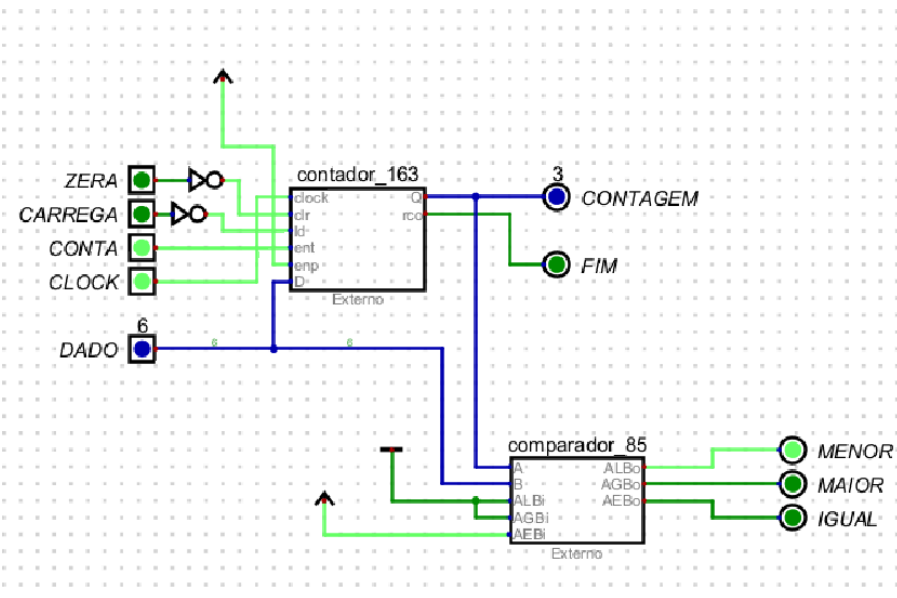 contador_163
3
ZERA
clock
Q
CONTAGEM
CARREGA
clr
rco
ld
CONTA
ent
FIM
enp
CLOCK
D
Externo
6
DADO
6
6
comparador_85
A
ALBo
MENOR
B
AGBo
MAIOR
ALBi
AEBo
AGBi
IGUAL
AEBi
Externo